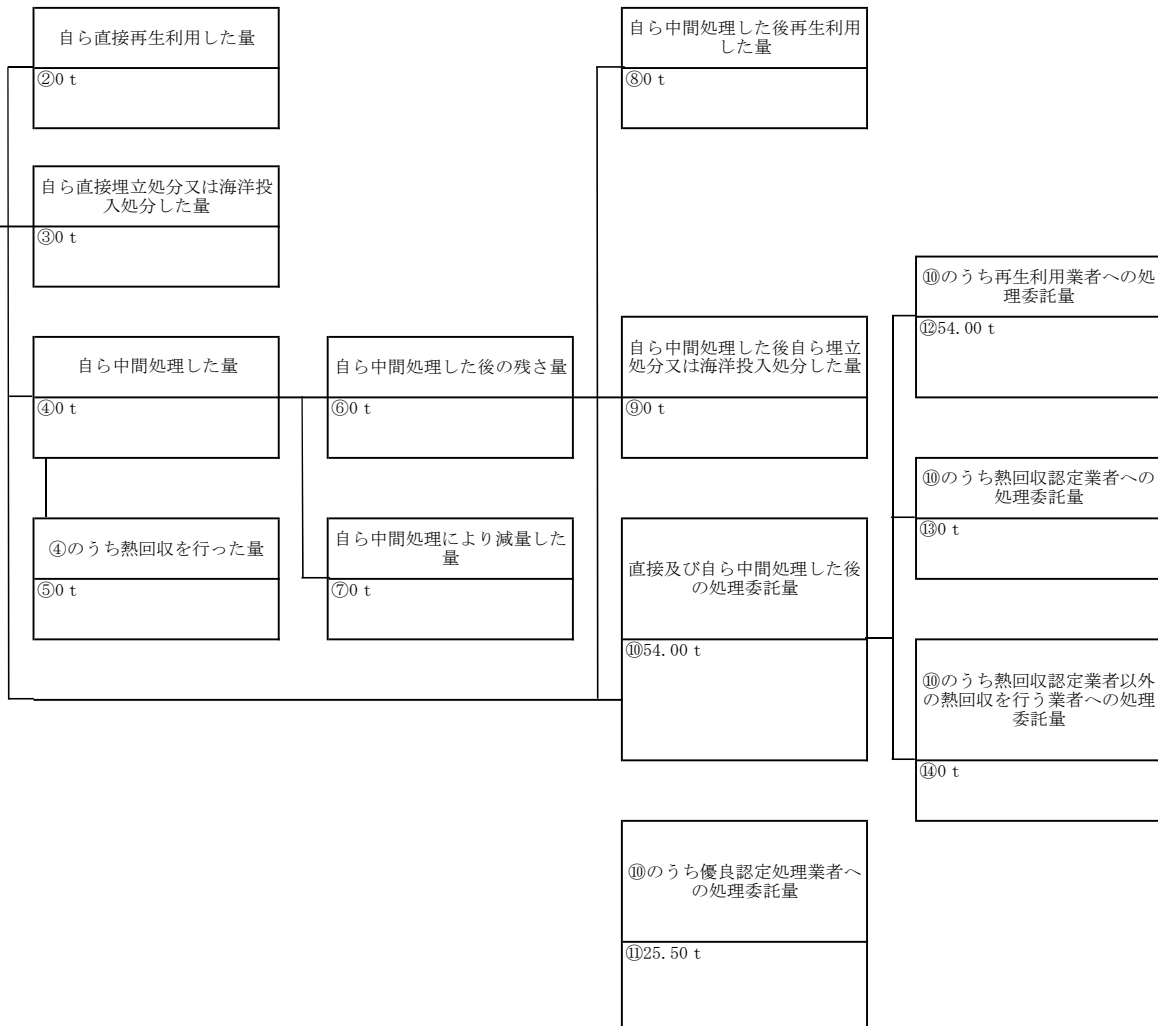 自ら直接再生利用した量
②0 t
自ら直接埋立処分又は海洋投
入処分した量
③0 t
自ら中間処理した量
④0 t
④のうち熱回収を行った量
⑤0 t
自ら中間処理した後の残さ量
⑥0 t
自ら中間処理により減量した
量
⑦0 t
自ら中間処理した後再生利用
した量
⑧0 t
自ら中間処理した後自ら埋立
処分又は海洋投入処分した量
⑨0 t
直接及び自ら中間処理した後
の処理委託量
⑩54.00 t
⑩のうち優良認定処理業者へ
の処理委託量
⑪25.50 t
⑩のうち再生利用業者への処
理委託量
⑫54.00 t
⑩のうち熱回収認定業者への
処理委託量
⑬0 t
⑩のうち熱回収認定業者以外
の熱回収を行う業者への処理
委託量
⑭0 t